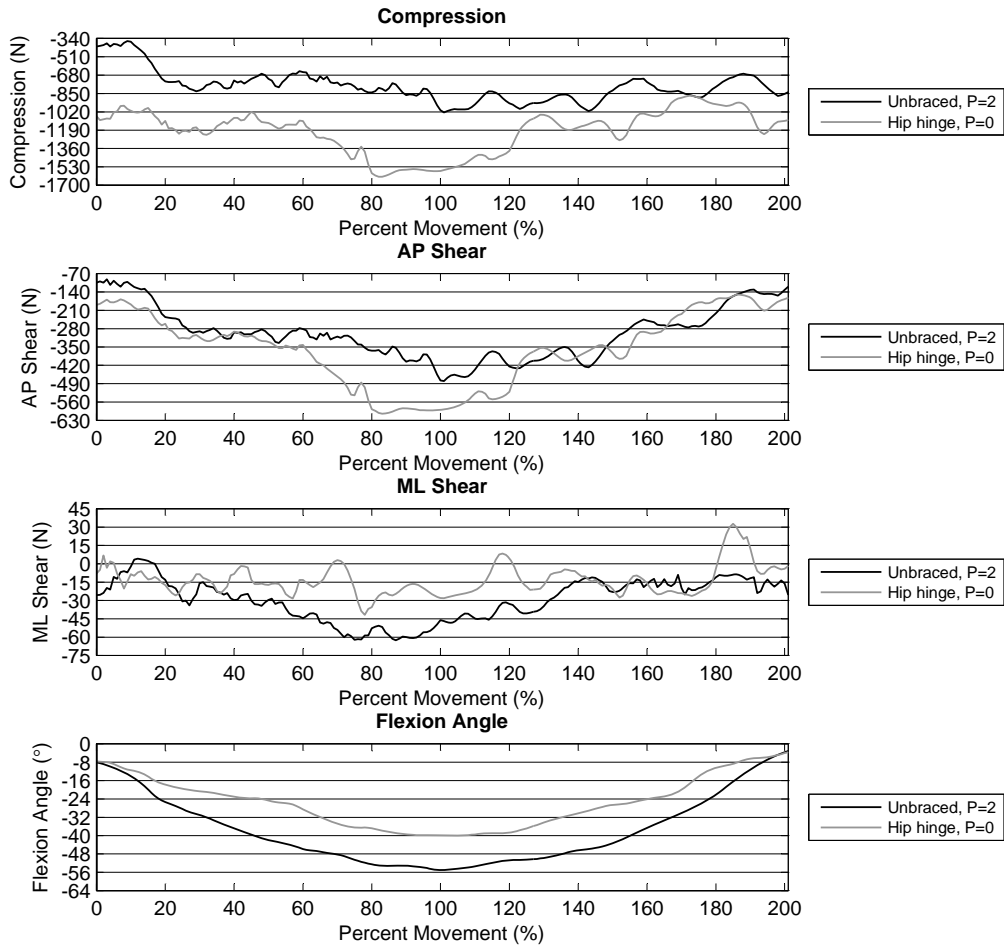 Compression
Compression (N)
-340
-510
-680
-850
-1020
-1190
-1360
-1530
-1700
0 20 40 60 80 100 120 140 160 180 200
Percent Movement (%)
Unbraced, P=2
Hip hinge, P=0
AP Shear
AP Shear (N)
-70
-140
-210
-280
-350
-420
-490
-560
-630
0 20 40 60 80 100 120 140 160 180 200
Percent Movement (%)
Unbraced, P=2
Hip hinge, P=0
ML Shear
ML Shear (N)
45
30
15
0
-15
-30
-45
-60
-75
0 20 40 60 80 100 120 140 160 180 200
Percent Movement (%)
Unbraced, P=2
Hip hinge, P=0
Flexion Angle
Flexion Angle (°)
0
-8
-16
-24
-32
-40
-48
-56
-64
0 20 40 60 80 100 120 140 160 180 200
Percent Movement (%)
Unbraced, P=2
Hip hinge, P=0